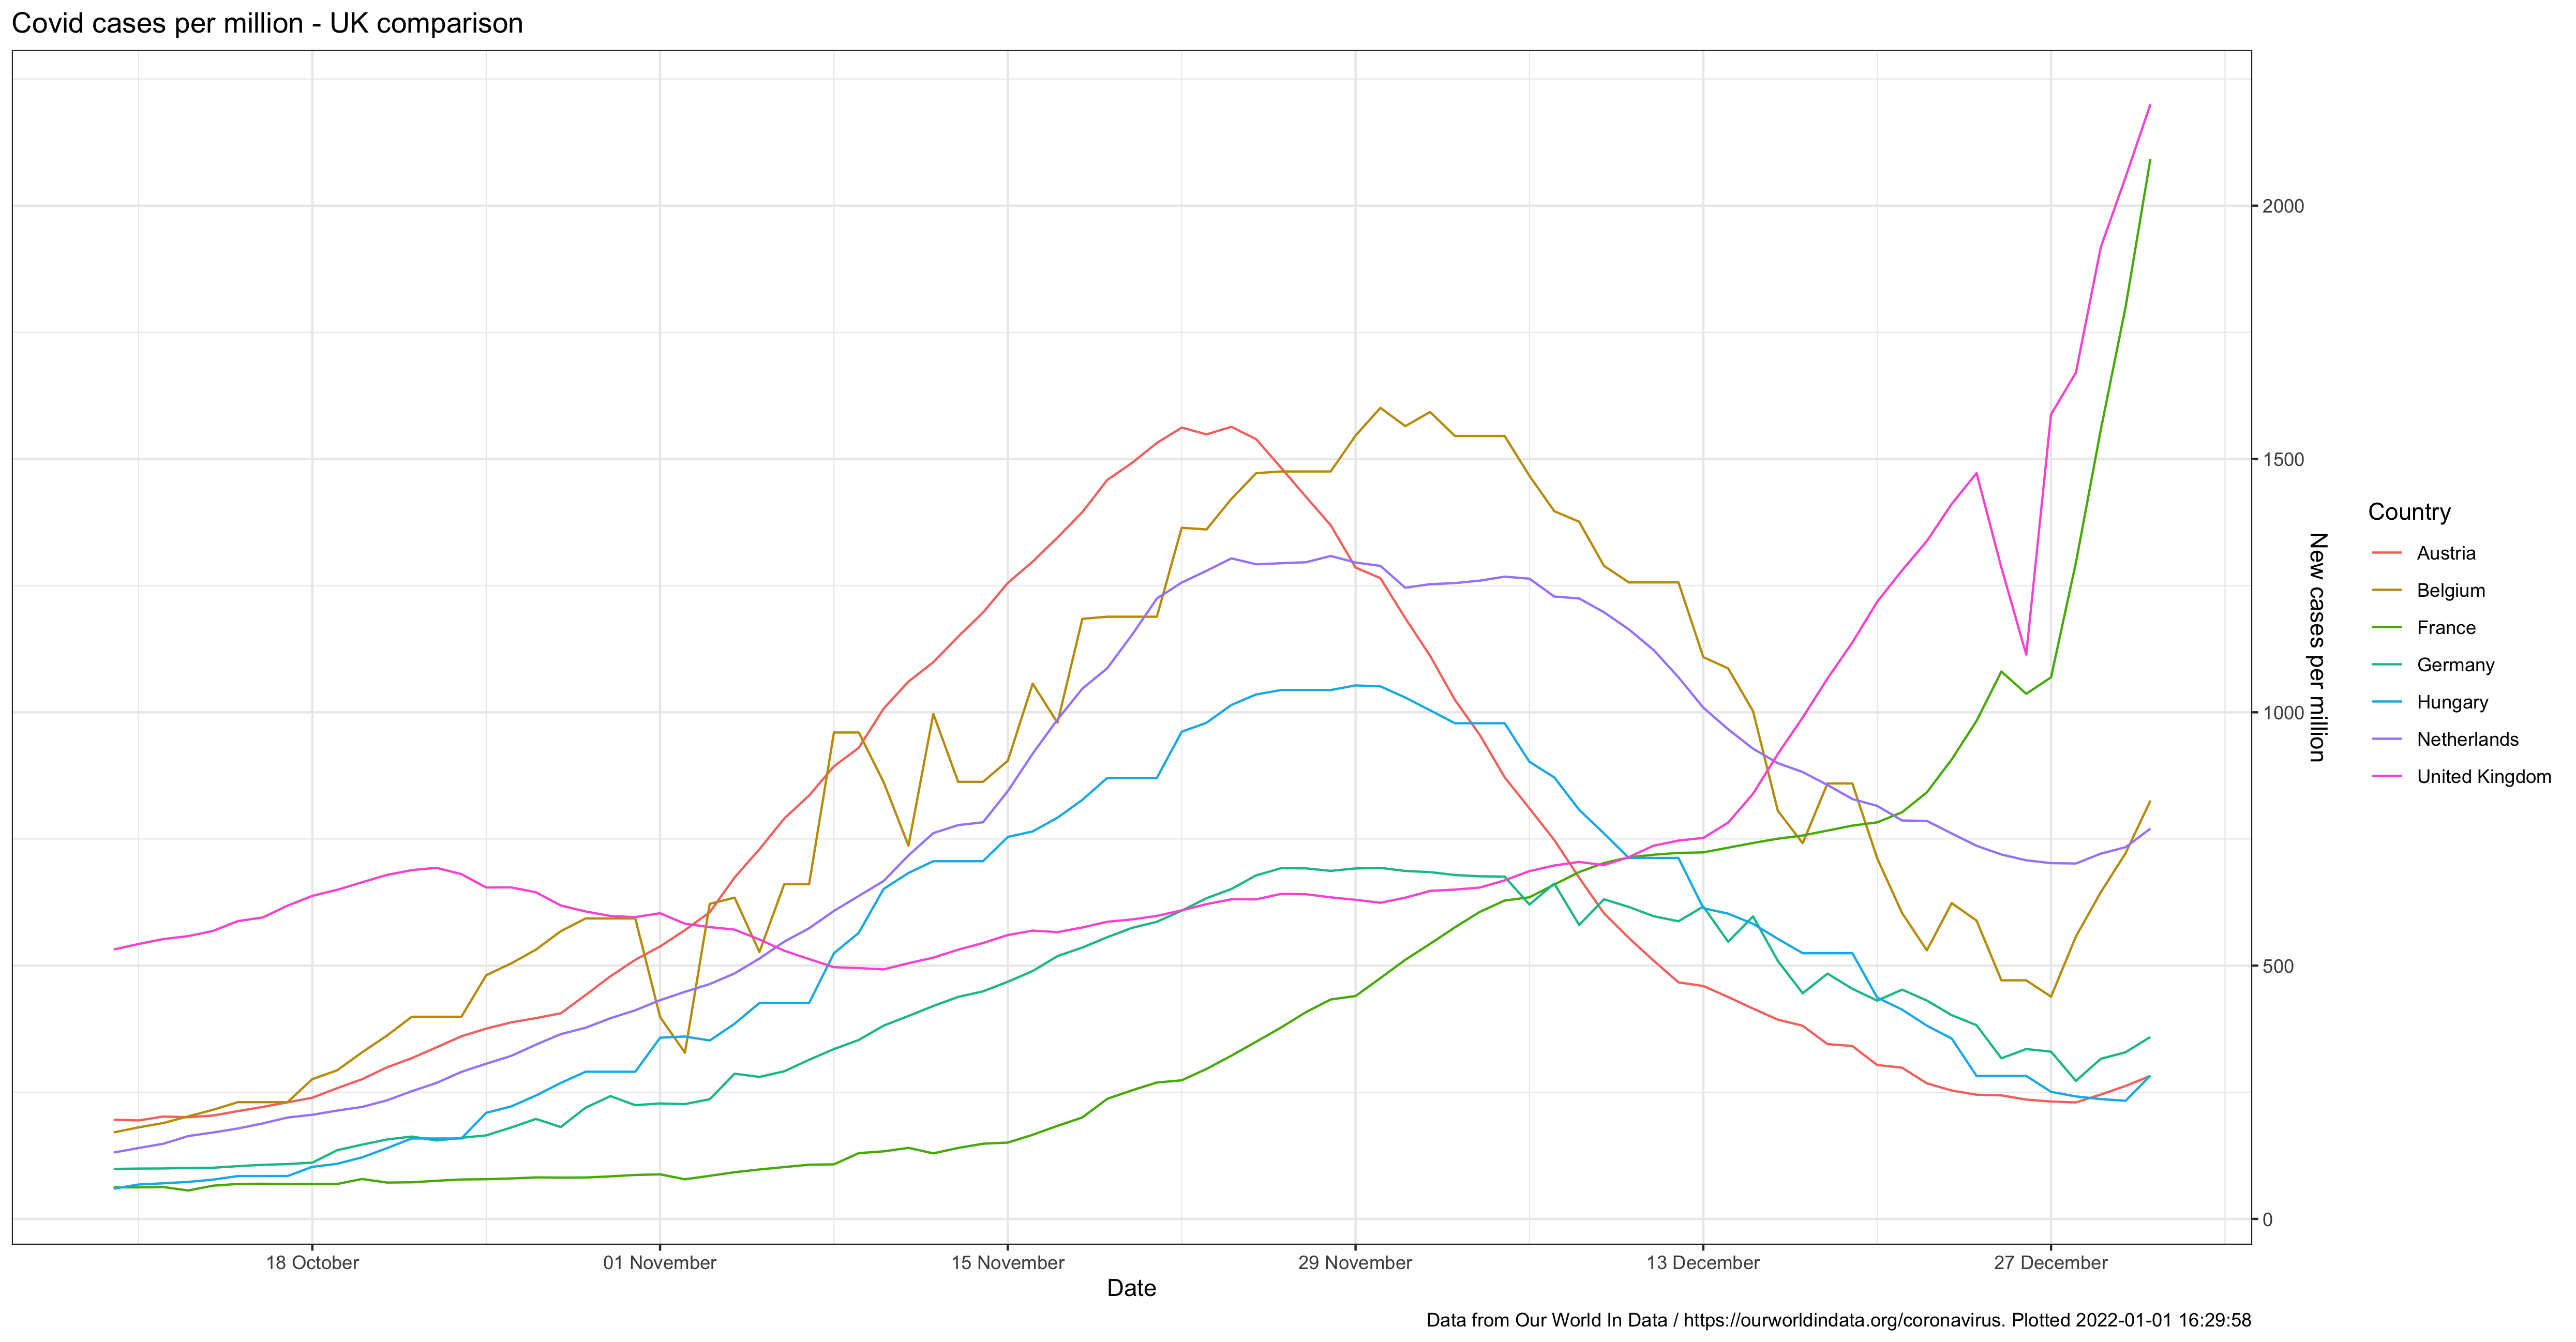 Covid cases per million - UK comparison
2000
1500
1000
500
0
New cases per million
18 October
01 November
15 November
29 November
13 December
27 December
Date
Country
Austria
Belgium
France
Germany
Hungary
Netherlands
United Kingdom
Data from Our World In Data / https://ourworldindata.org/coronavirus. Plotted 2022-01-01 16:29:58